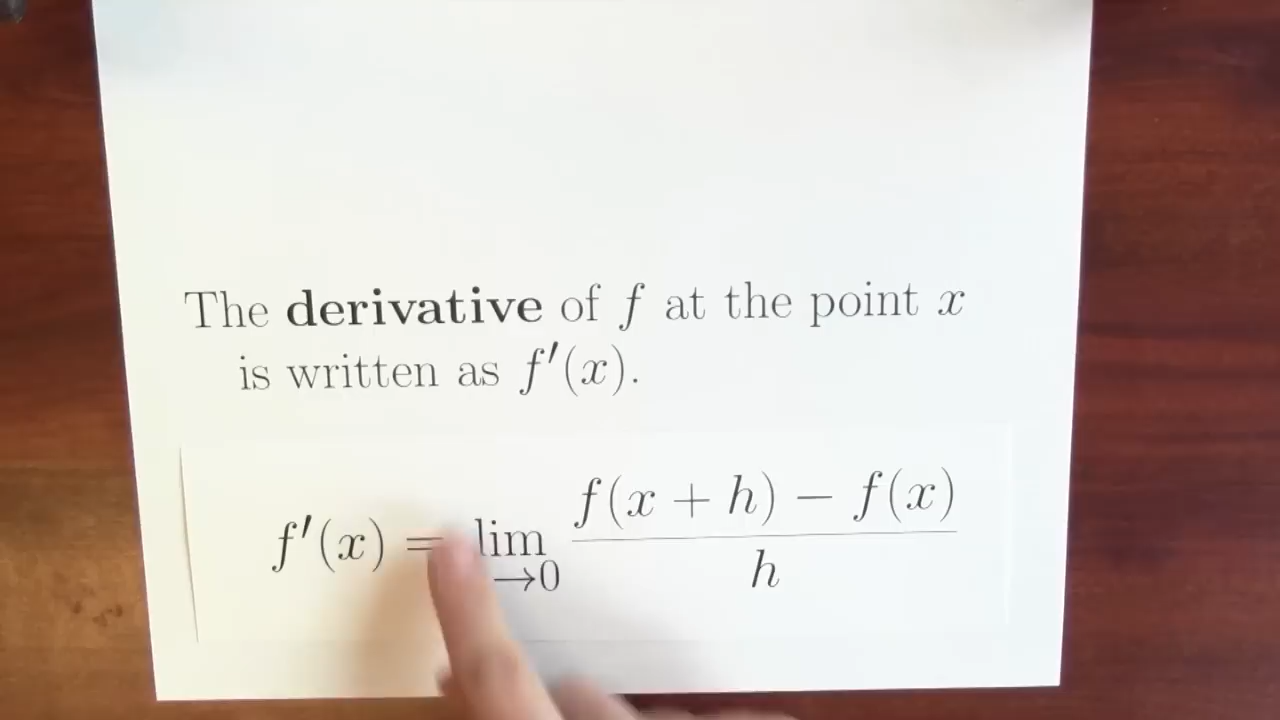 The derivative of f at the point x
is written as f′(x).
f′(x) = lim →0 f(x + h) − f(x) / h